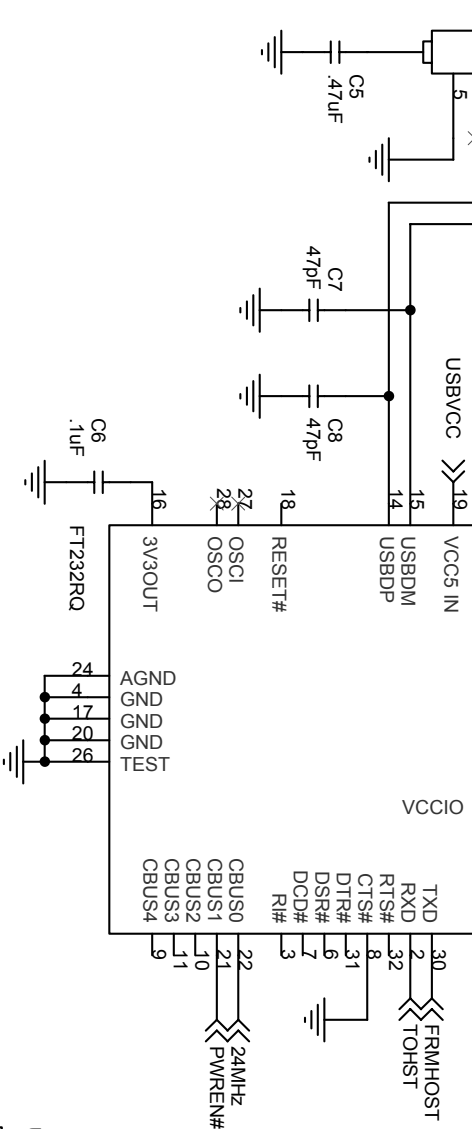 C5
.47uF
5
C7
47pF
C8
47pF
USBVCC
C6
.1uF
16
28
27
18
14
15
19
FT232RQ
3V3OUT
OSCO
OSCI
RESET#
USBDP
USBDM
VCC5 IN
24
AGND
4
GND
17
GND
20
GND
26
TEST
VCCIO
CBUS4
CBUS3
CBUS2
CBUS1
CBUS0
RI#
DCD#
DSR#
DTR#
CTS#
RTS#
RXD
TXD
9
11
10
21
22
3
7
6
31
8
32
2
30
PWREN#
24MHz
TOHST
FRMHOST